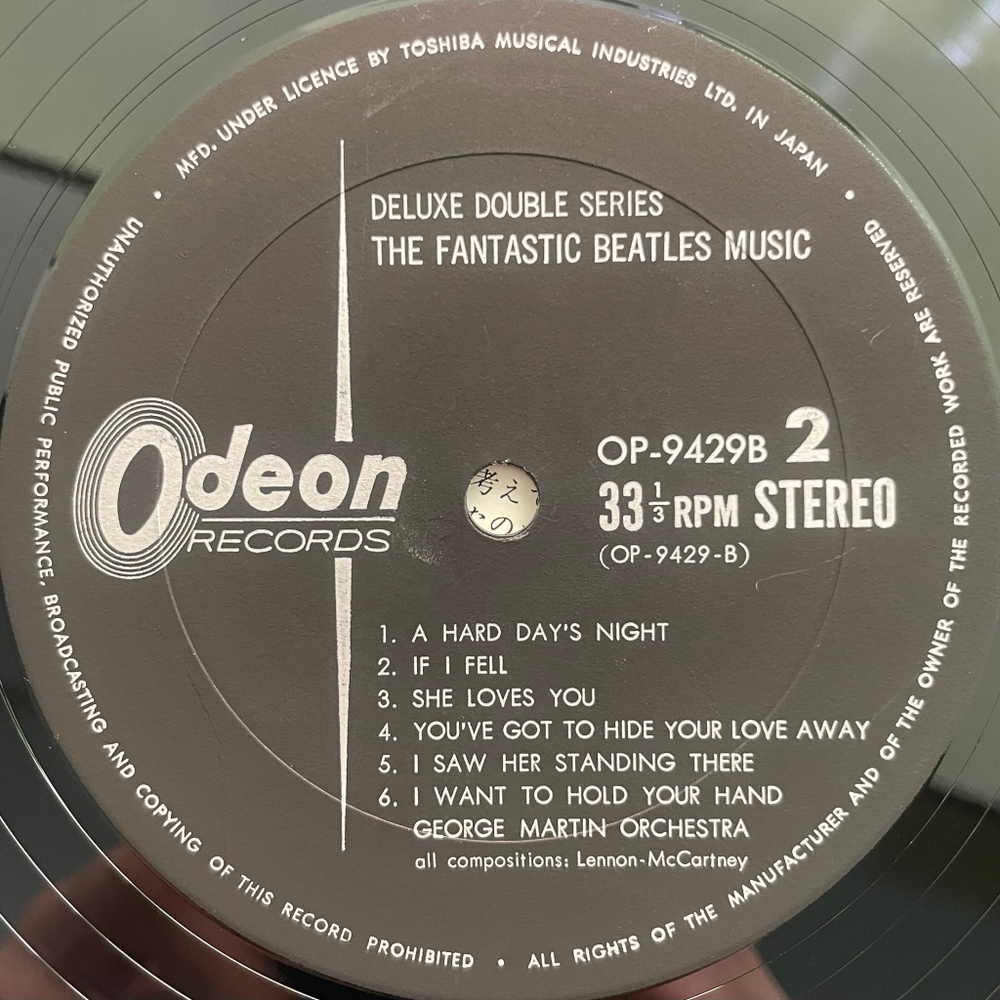 MFD. UNDER LICENCE BY TOSHIBA MUSICAL INDUSTRIES LTD. IN JAPAN
DELUXE DOUBLE SERIES
THE FANTASTIC BEATLES MUSIC
Odeon
RECORDS
考え
の
OP-9429B 2
33 1/3 RPM STEREO
(OP-9429-B)
1. A HARD DAY'S NIGHT
2. IF I FELL
3. SHE LOVES YOU
4. YOU'VE GOT TO HIDE YOUR LOVE AWAY
5. I SAW HER STANDING THERE
6. I WANT TO HOLD YOUR HAND
GEORGE MARTIN ORCHESTRA
all compositions: Lennon-McCartney
UNAUTHORIZED PUBLIC PERFORMANCE, BROADCASTING AND COPYING OF THIS RECORD PROHIBITED • ALL RIGHTS OF THE MANUFACTURER AND OF THE OWNER OF THE RECORDED WORK ARE RESERVED